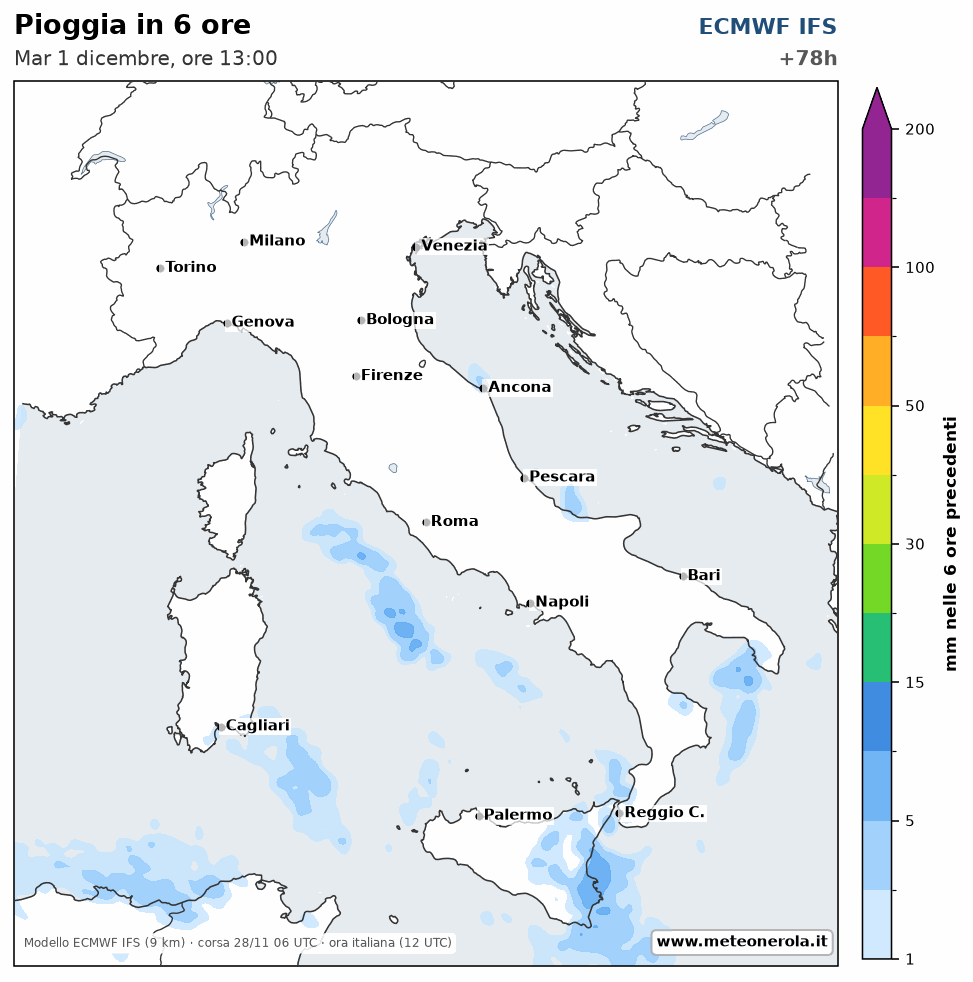 Pioggia in 6 ore
ECMWF IFS
Mar 1 dicembre, ore 13:00
+78h
200
100
50
30
15
5
1
mm nelle 6 ore precedenti
Milano
Venezia
Torino
Genova
Bologna
Firenze
Ancona
Pescara
Roma
Bari
Napoli
Cagliari
Palermo
Reggio C.
Modello ECMWF IFS (9 km) · corsa 28/11 06 UTC · ora italiana (12 UTC)
www.meteonerola.it